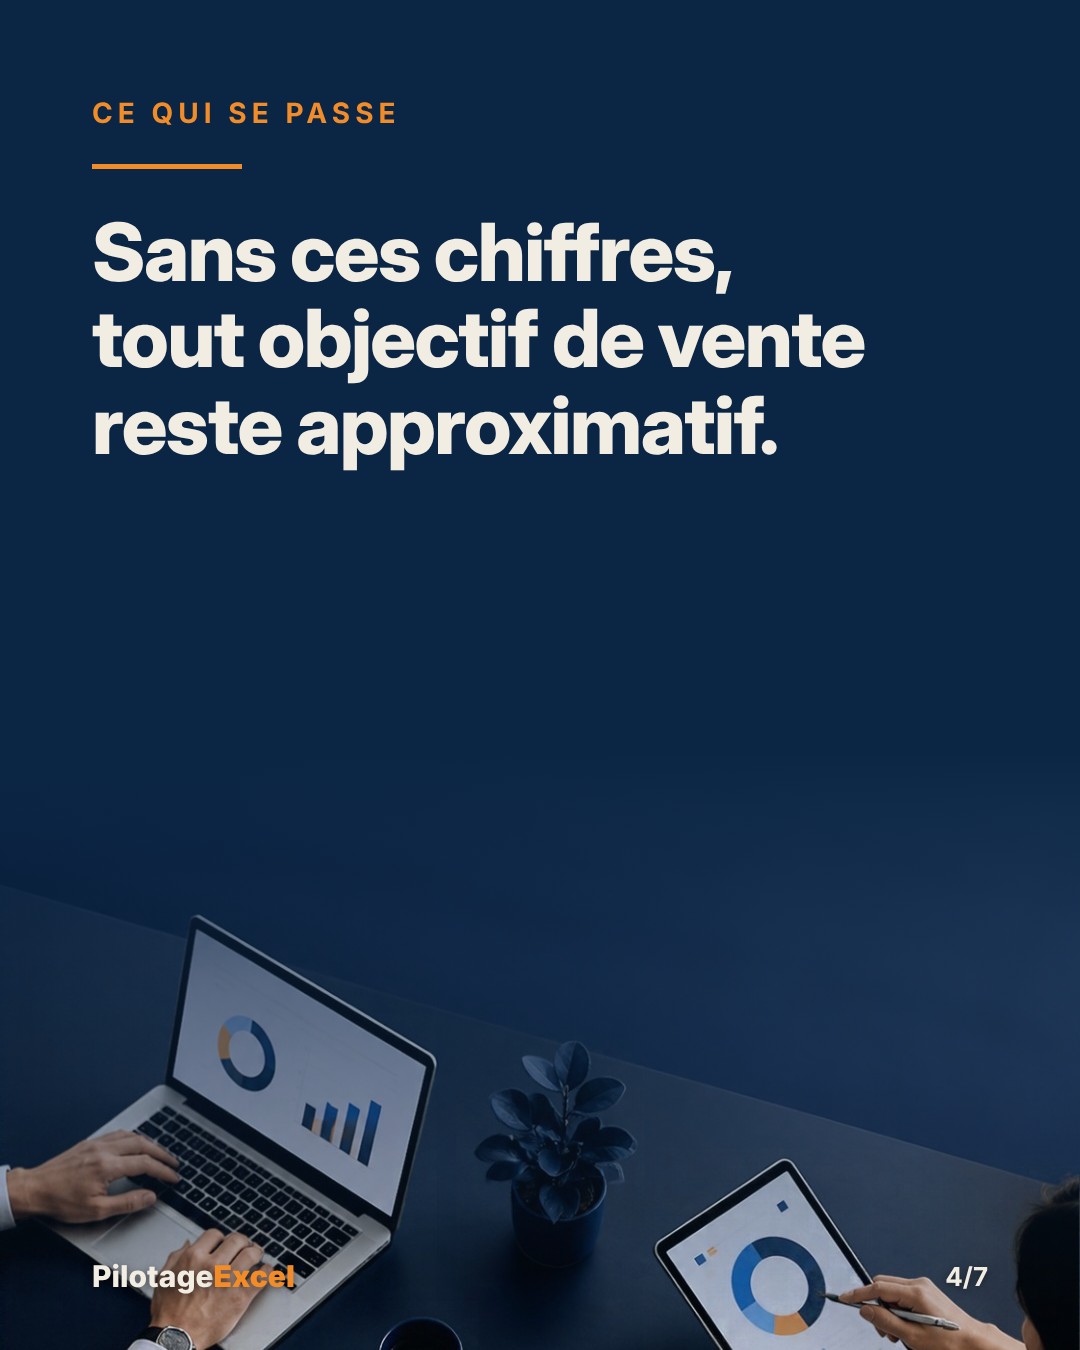 CE QUI SE PASSE
Sans ces chiffres,
tout objectif de vente
reste approximatif.
PilotageExcel
4/7